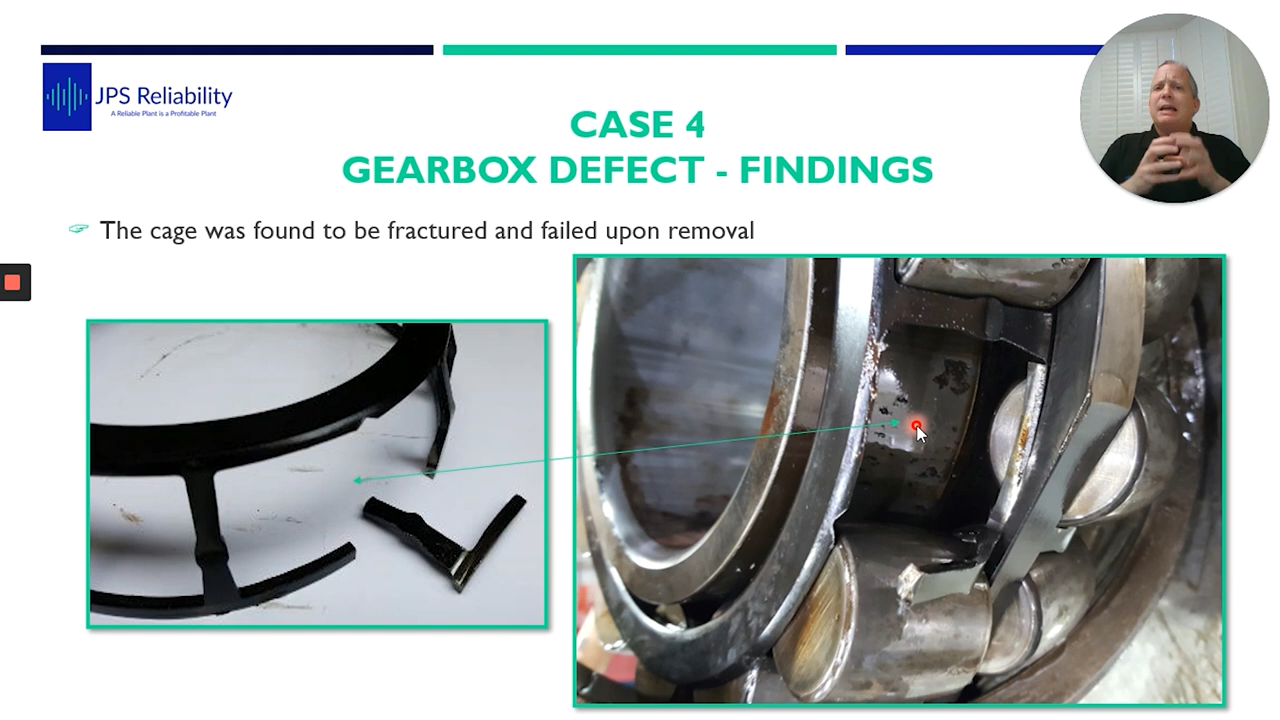 JPS Reliability
A Reliable Plant is a Profitable Plant
CASE 4
GEARBOX DEFECT - FINDINGS
The cage was found to be fractured and failed upon removal